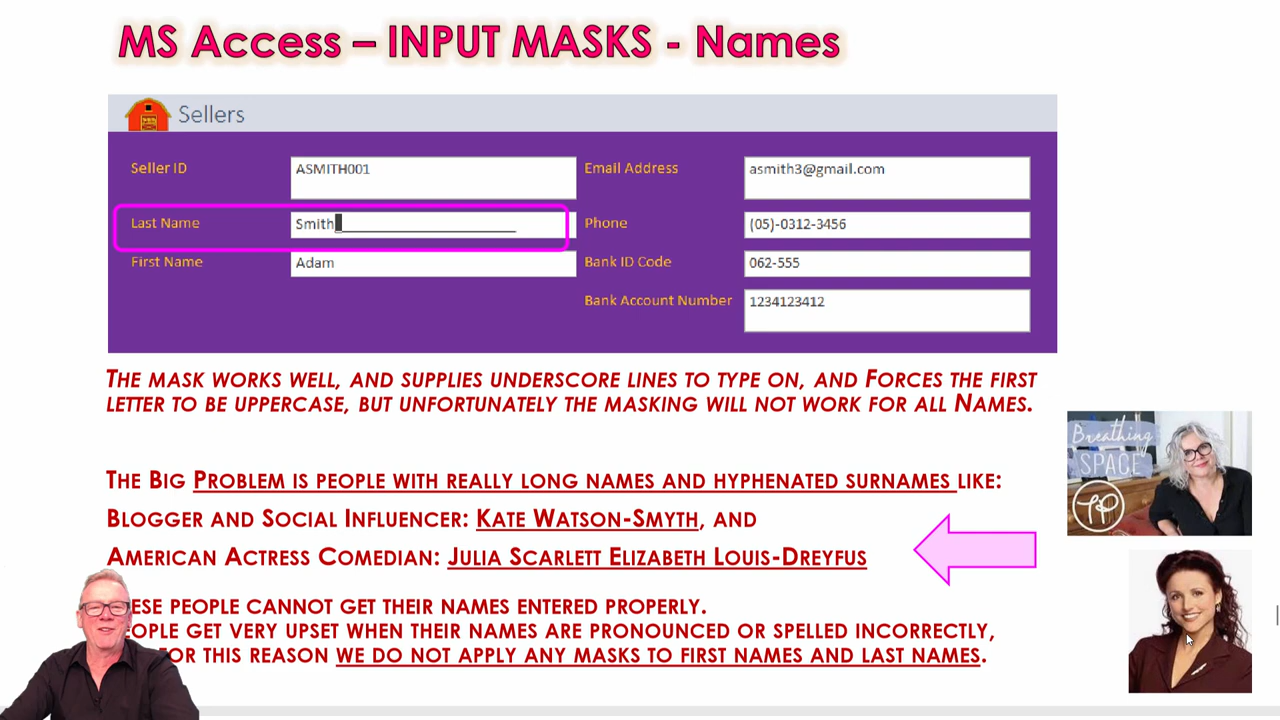 MS Access – INPUT MASKS - Names
Sellers
Seller ID
ASMITH001
Email Address
asmith3@gmail.com
Last Name
Smith
Phone
(05)-0312-3456
First Name
Adam
Bank ID Code
062-555
Bank Account Number
1234123412
THE MASK WORKS WELL, AND SUPPLIES UNDERSCORE LINES TO TYPE ON, AND FORCES THE FIRST
LETTER TO BE UPPERCASE, BUT UNFORTUNATELY THE MASKING WILL NOT WORK FOR ALL NAMES.
THE BIG PROBLEM IS PEOPLE WITH REALLY LONG NAMES AND HYPHENATED SURNAMES LIKE:
BLOGGER AND SOCIAL INFLUENCER: KATE WATSON-SMYTH, AND
AMERICAN ACTRESS COMEDIAN: JULIA SCARLETT ELIZABETH LOUIS-DREYFUS
Breathing
SPACE
PEOPLE CANNOT GET THEIR NAMES ENTERED PROPERLY.
GET VERY UPSET WHEN THEIR NAMES ARE PRONOUNCED OR SPELLED INCORRECTLY,
FOR THIS REASON WE DO NOT APPLY ANY MASKS TO FIRST NAMES AND LAST NAMES.